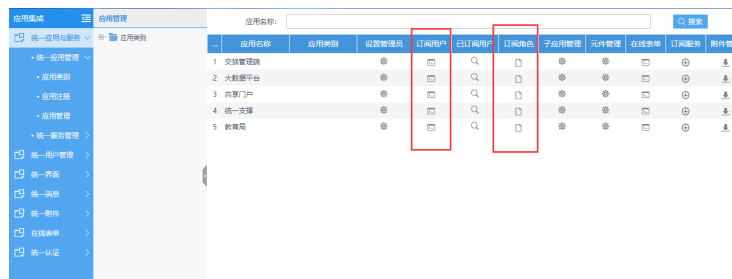 应用集成
应用管理
应用名称:
搜索
统一应用与服务
应用类别
统一应用管理
应用类别
应用注册
应用管理
统一服务管理
统一用户管理
统一界面
统一消息
统一附件
在线表单
统一认证
... 应用名称 应用类别 设置管理员 订阅用户 已订阅用户 订阅角色 子应用管理 元件管理 在线表单 订阅服务 附件管
1 交换管理端
2 大数据平台
3 共享门户
4 统一支撑
5 教育局